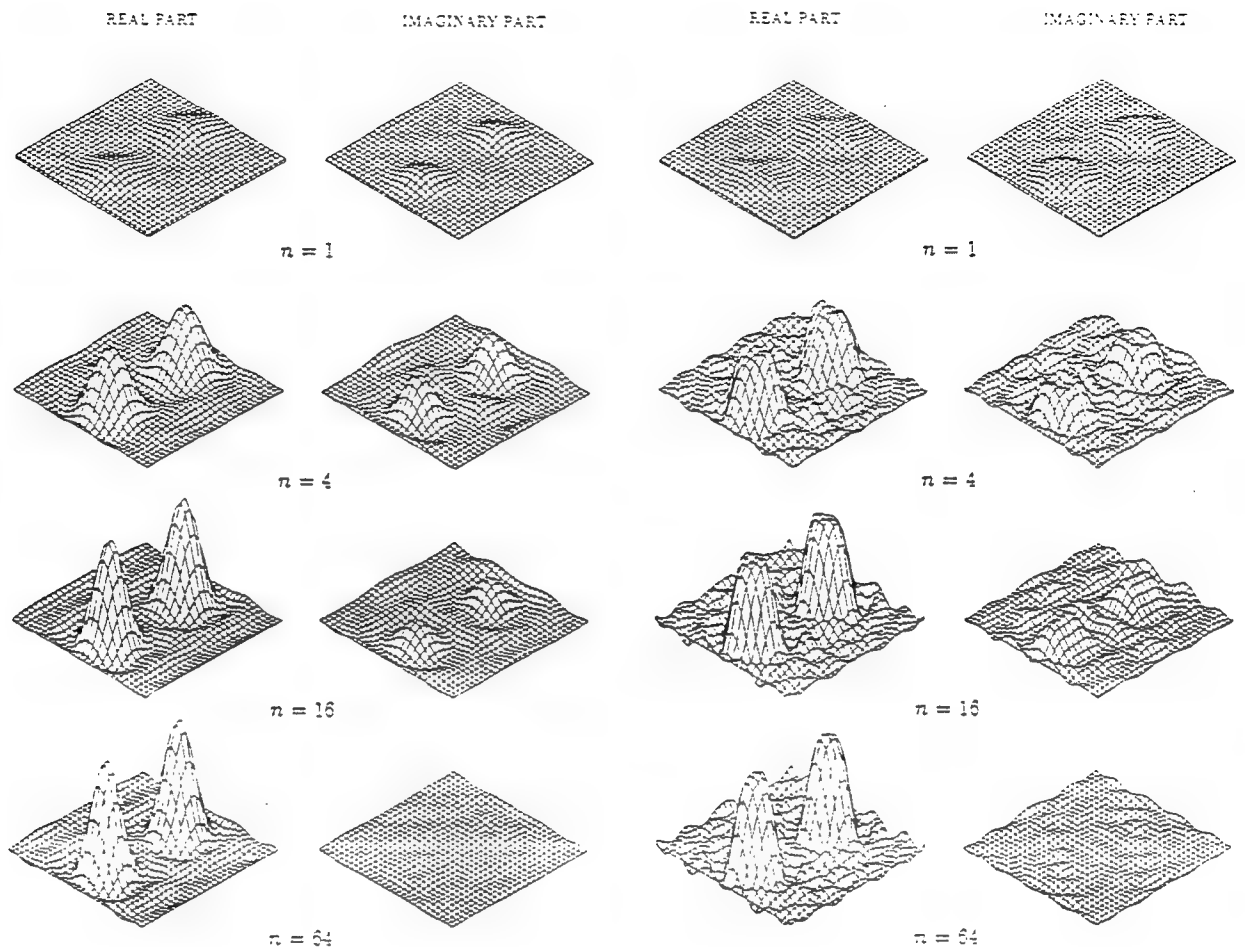 REAL PART IMAGINARY PART REAL PART IMAGINARY PART
n = 1 n = 1
n = 4 n = 4
n = 16 n = 16
n = 64 n = 64